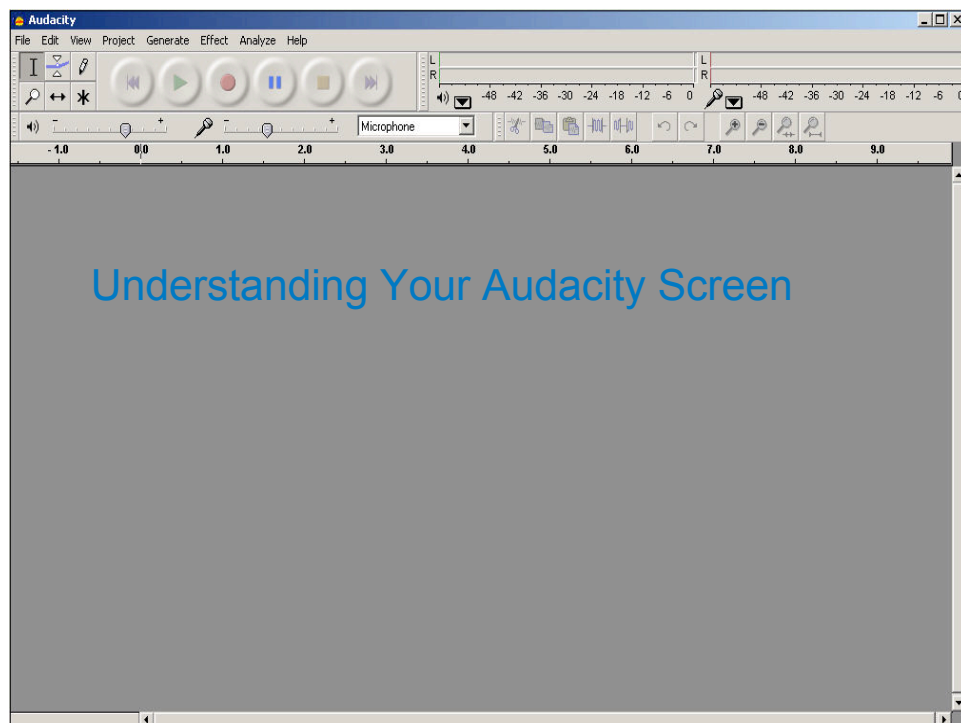 Audacity
File Edit View Project Generate Effect Analyze Help
L L
R R
-48 -42 -36 -30 -24 -18 -12 -6 0 -48 -42 -36 -30 -24 -18 -12 -6 0
- + - + Microphone
- 1.0 0.0 1.0 2.0 3.0 4.0 5.0 6.0 7.0 8.0 9.0
Understanding Your Audacity Screen